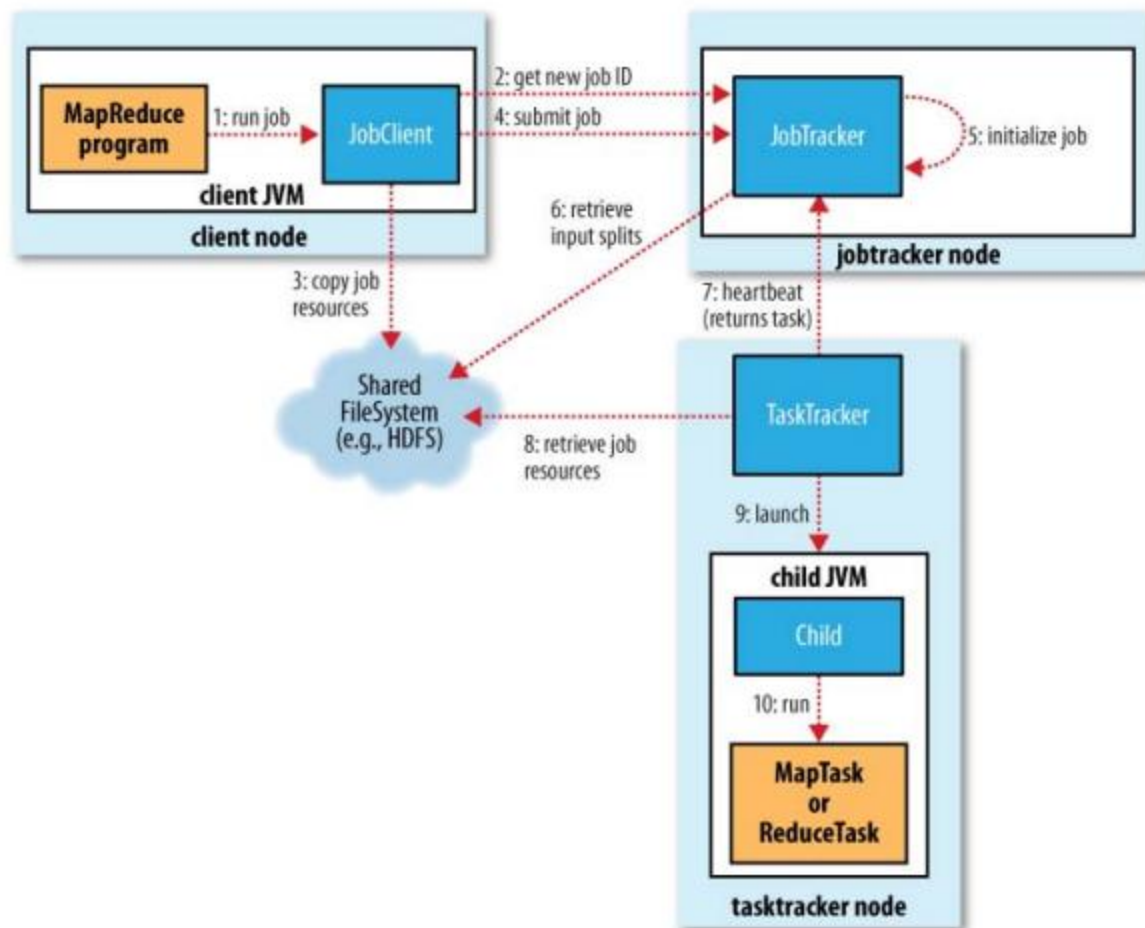 MapReduce
program
1: run job
JobClient
client JVM
client node
2: get new job ID
4: submit job
JobTracker
5: initialize job
jobtracker node
3: copy job
resources
6: retrieve
input splits
7: heartbeat
(returns task)
Shared
FileSystem
(e.g., HDFS)
8: retrieve job
resources
TaskTracker
9: launch
child JVM
Child
10: run
MapTask
or
ReduceTask
tasktracker node